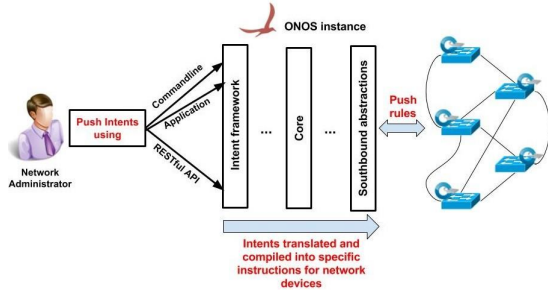 ONOS instance
Commandline
Application
RESTful API
Push Intents
using
Network
Administrator
Intent framework
...
Core
...
Southbound abstractions
Push
rules
Intents translated and
compiled into specific
instructions for network
devices